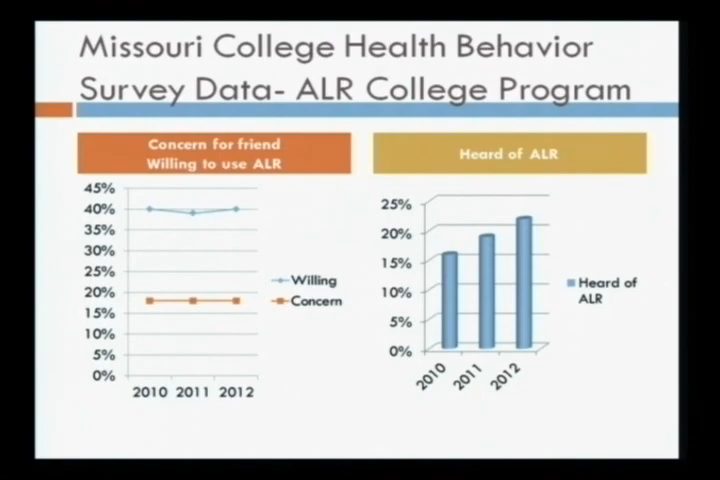 Missouri College Health Behavior
Survey Data- ALR College Program
Concern for friend
Willing to use ALR
45%
40%
35%
30%
25%
20%
15%
10%
5%
0%
2010 2011 2012
Willing
Concern
Heard of ALR
25%
20%
15%
10%
5%
0%
2010 2011 2012
Heard of
ALR